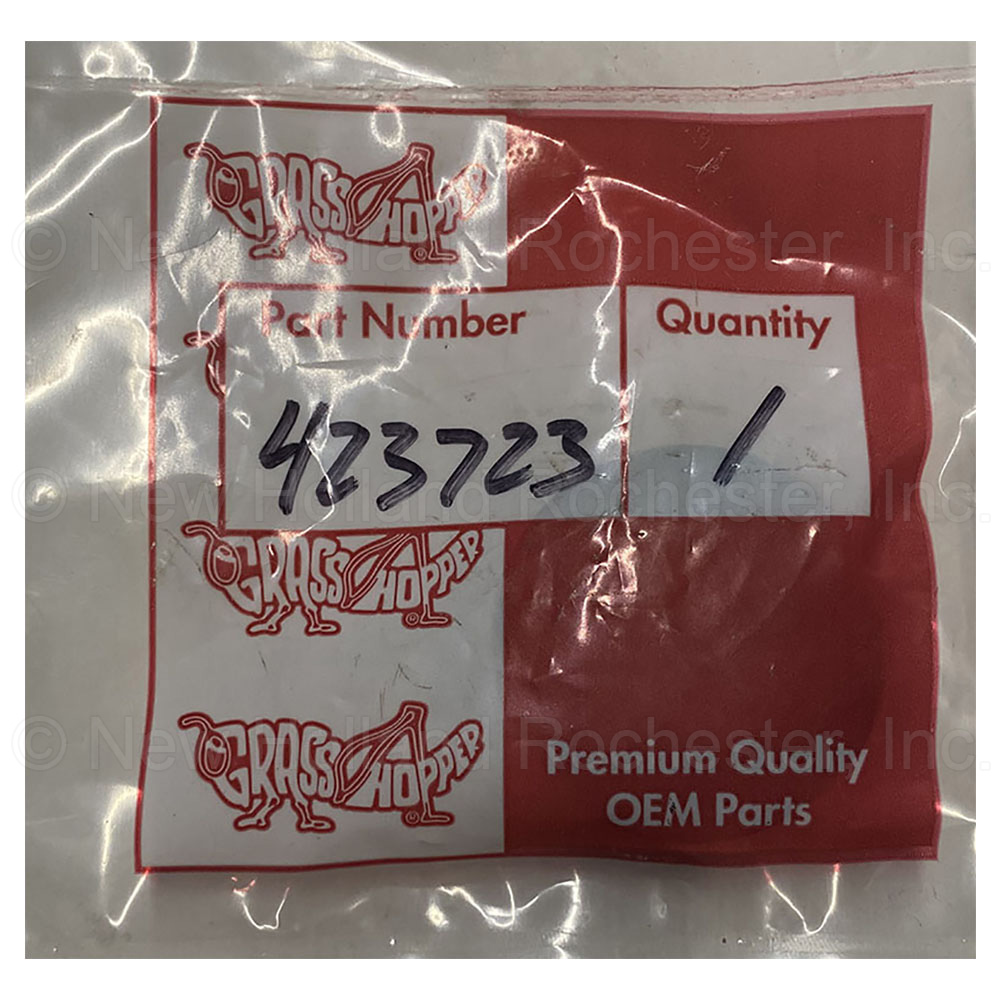 GRASSHOPPER
© New Holland Rochester, Inc.
Part Number Quantity
423723 1
© New Holland Rochester, Inc.
GRASSHOPPER
GRASSHOPPER
© New Holland Rochester, Inc.
Premium Quality
OEM Parts